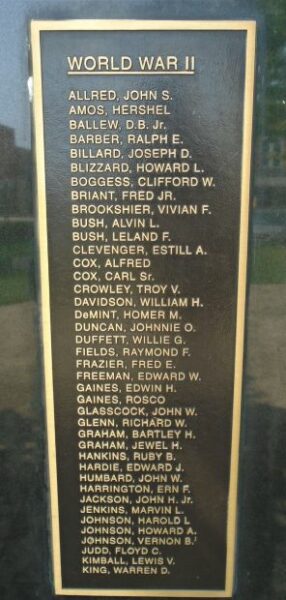 WORLD WAR II
ALLRED, JOHN S.
AMOS, HERSHEL
BALLEW, D.B. Jr.
BARBER, RALPH E.
BILLARD, JOSEPH D.
BLIZZARD, HOWARD L.
BOGGESS, CLIFFORD W.
BRIANT, FRED JR.
BROOKSHIER, VIVIAN F.
BUSH, ALVIN L.
BUSH, LELAND F.
CLEVENGER, ESTILL A.
COX, ALFRED
COX, CARL Sr.
CROWLEY, TROY V.
DAVIDSON, WILLIAM H.
DeMINT, HOMER M.
DUNCAN, JOHNNIE O.
DUFFETT, WILLIE G.
FIELDS, RAYMOND F.
FRAZIER, FRED E.
FREEMAN, EDWARD W.
GAINES, EDWIN H.
GAINES, ROSCO
GLASSCOCK, JOHN W.
GLENN, RICHARD W.
GRAHAM, BARTLEY H.
GRAHAM, JEWEL H.
HANKINS, RUBY B.
HARDIE, EDWARD J.
HUMBARD, JOHN W.
HARRINGTON, ERN F.
JACKSON, JOHN H. Jr.
JENKINS, MARVIN L.
JOHNSON, HAROLD L
JOHNSON, HOWARD A.
JOHNSON, VERNON B.
JUDD, FLOYD C.
KIMBALL, LEWIS V.
KING, WARREN D.